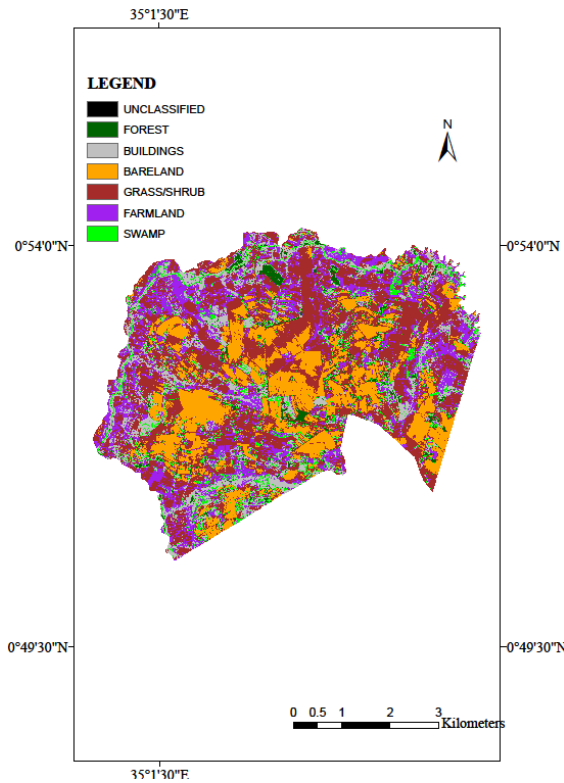 35°1'30"E
LEGEND
UNCLASSIFIED
FOREST
BUILDINGS
BARELAND
GRASS/SHRUB
FARMLAND
SWAMP
N
0°54'0"N
0°54'0"N
0°49'30"N
0°49'30"N
0 0.5 1 2 3
Kilometers
35°1'30"E